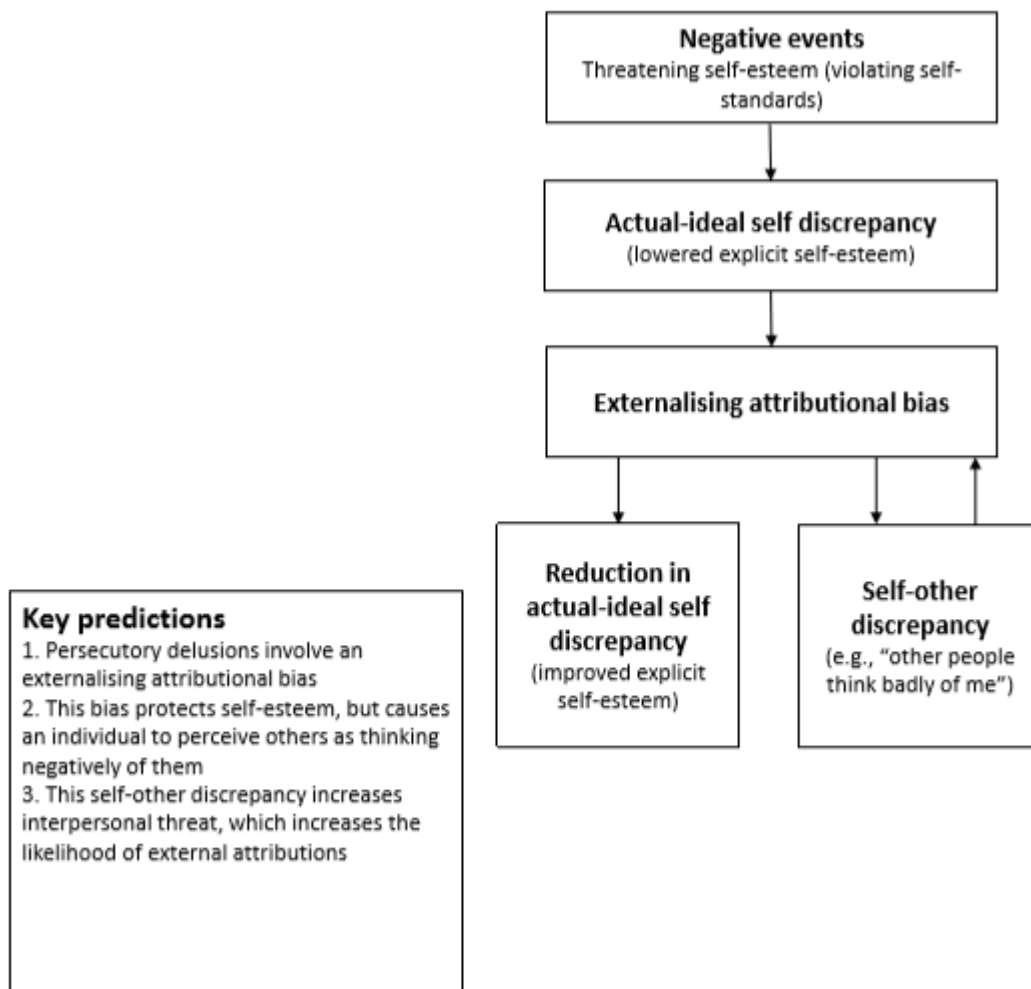 Negative events
Threatening self-esteem (violating self-
standards)
Actual-ideal self discrepancy
(lowered explicit self-esteem)
Externalising attributional bias
Reduction in
actual-ideal self
discrepancy
(improved explicit
self-esteem)
Self-other
discrepancy
(e.g., “other people
think badly of me”)
Key predictions
1. Persecutory delusions involve an
externalising attributional bias
2. This bias protects self-esteem, but causes
an individual to perceive others as thinking
negatively of them
3. This self-other discrepancy increases
interpersonal threat, which increases the
likelihood of external attributions